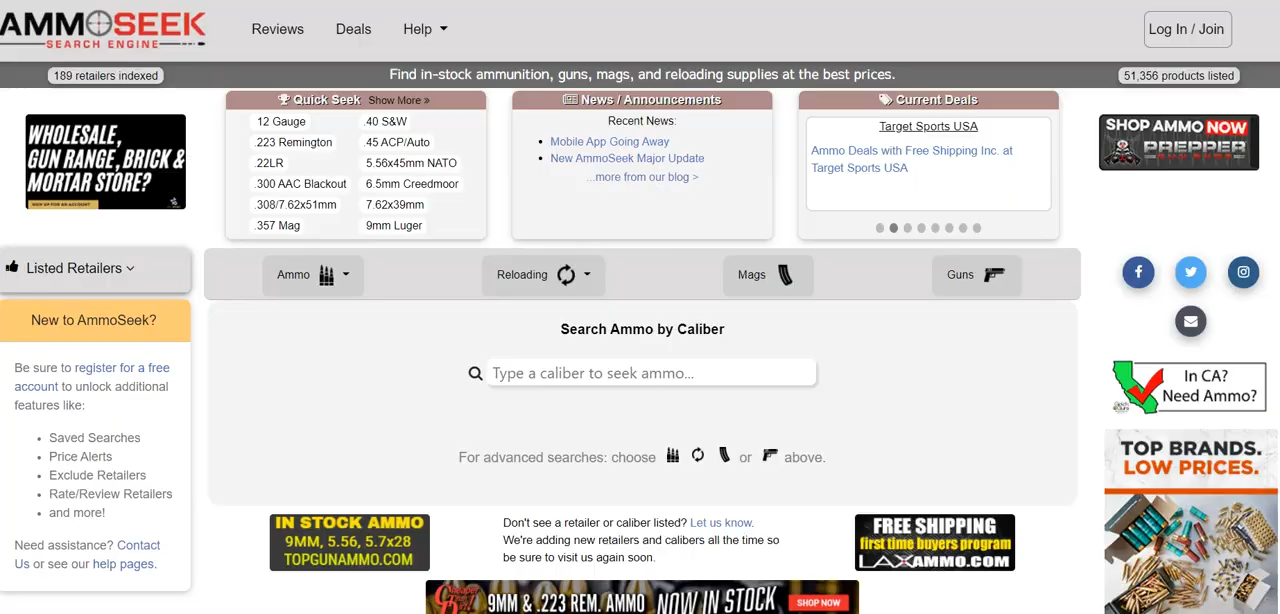 AMMOSEEK
SEARCH ENGINE
Reviews
Deals
Help
Log In / Join
189 retailers indexed
Find in-stock ammunition, guns, mags, and reloading supplies at the best prices.
51,356 products listed
WHOLESALE,
GUN RANGE, BRICK &
MORTAR STORE?
SIGN UP FOR AN ACCOUNT
Quick Seek Show More »
12 Gauge
.40 S&W
.223 Remington
.45 ACP/Auto
.22LR
5.56x45mm NATO
.300 AAC Blackout
6.5mm Creedmoor
.308/7.62x51mm
7.62x39mm
.357 Mag
9mm Luger
News / Announcements
Recent News:
• Mobile App Going Away
• New AmmoSeek Major Update
...more from our blog >
Current Deals
Target Sports USA
Ammo Deals with Free Shipping Inc. at
Target Sports USA
SHOP AMMO NOW
PREPPER
Listed Retailers
New to AmmoSeek?
Be sure to register for a free
account to unlock additional
features like:
• Saved Searches
• Price Alerts
• Exclude Retailers
• Rate/Review Retailers
• and more!
Need assistance? Contact
Us or see our help pages.
Ammo
Reloading
Mags
Guns
Search Ammo by Caliber
Type a caliber to seek ammo...
For advanced searches: choose or above.
In CA?
Need Ammo?
TOP BRANDS.
LOW PRICES.
IN STOCK AMMO
9MM, 5.56, 5.7x28
TOPGUNAMMO.COM
Don't see a retailer or caliber listed? Let us know.
We're adding new retailers and calibers all the time so
be sure to visit us again soon.
FREE SHIPPING
first time buyers program
LAXAMMO.COM
9MM & .223 REM. AMMO NOW IN STOCK
SHOP NOW